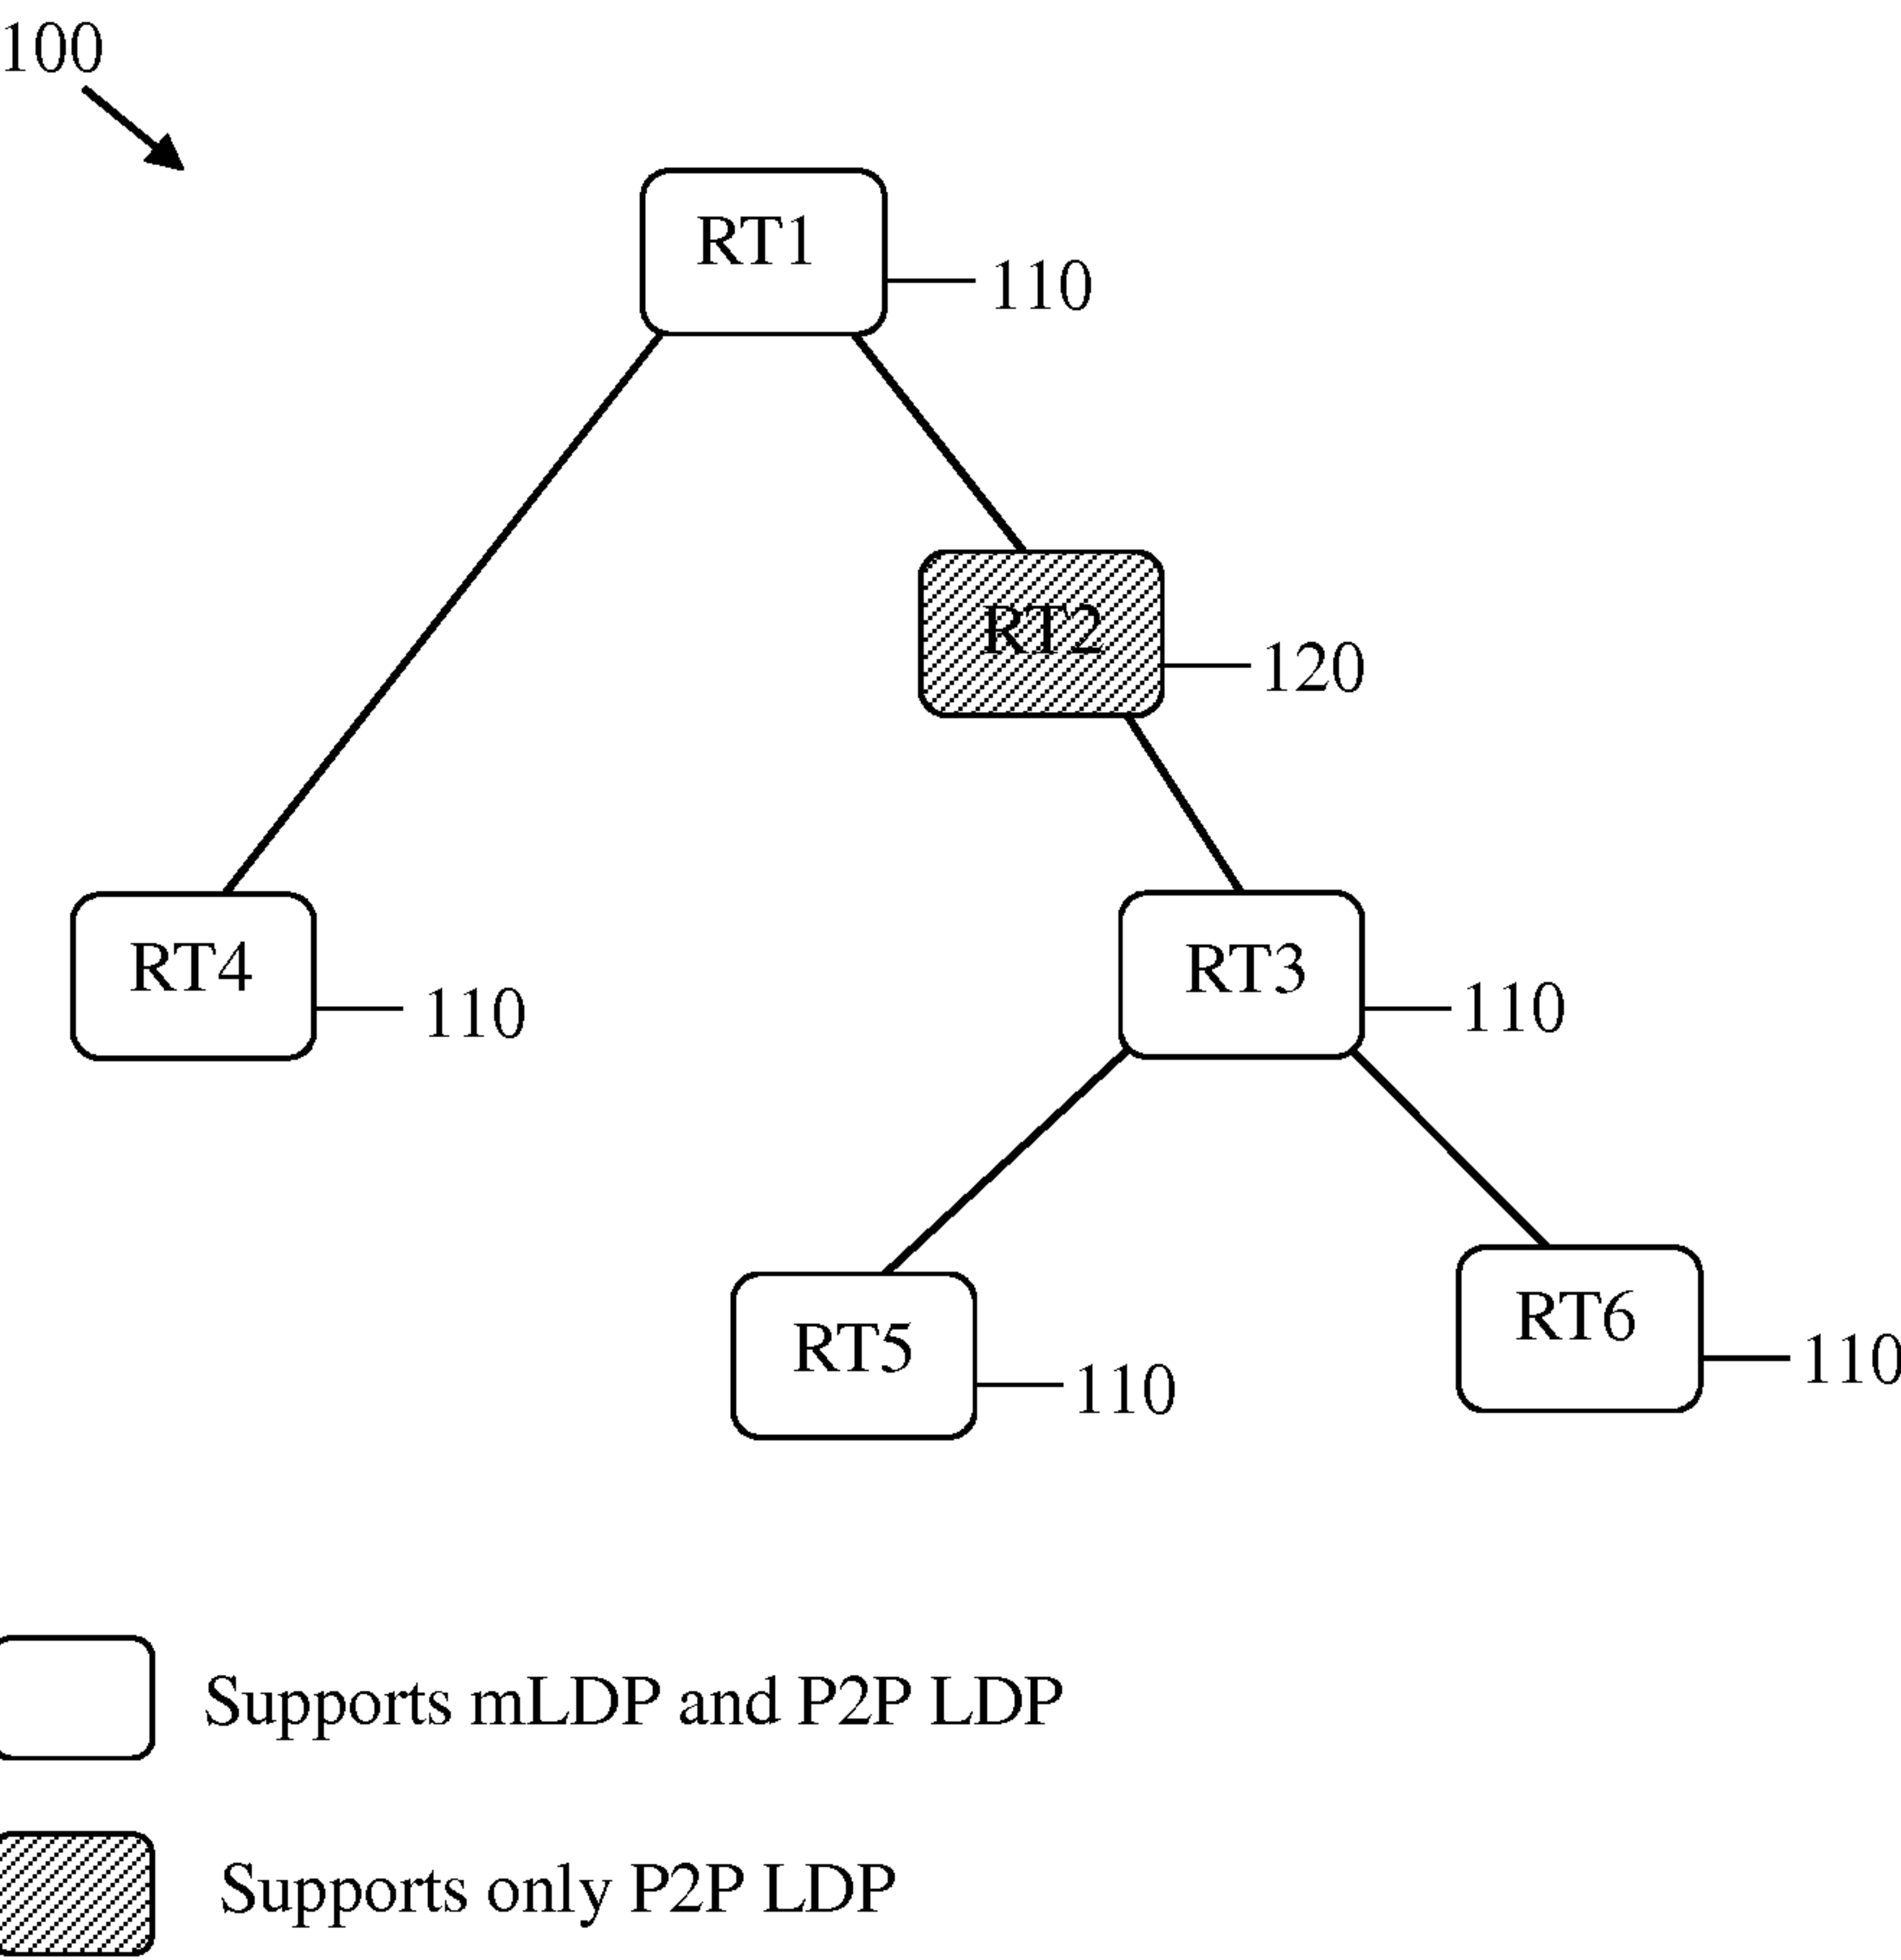 100
RT1
110
RT2
120
RT4
110
RT3
110
RT5
110
RT6
110
Supports mLDP and P2P LDP
Supports only P2P LDP